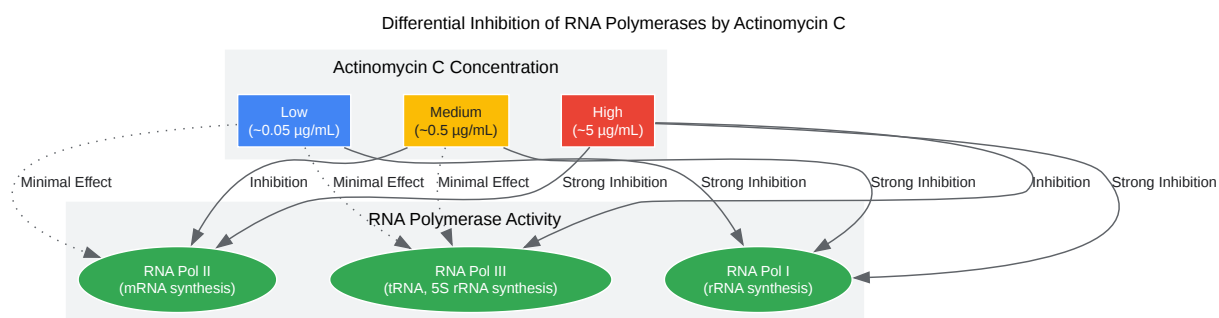 Differential Inhibition of RNA Polymerases by Actinomycin C
Actinomycin C Concentration
Low
(~0.05 µg/mL)
Medium
(~0.5 µg/mL)
High
(~5 µg/mL)
Minimal Effect
Inhibition
Minimal Effect
Minimal Effect
Strong Inhibition
Strong Inhibition
Strong Inhibition
Inhibition
Strong Inhibition
RNA Polymerase Activity
RNA Pol II
(mRNA synthesis)
RNA Pol III
(tRNA, 5S rRNA synthesis)
RNA Pol I
(rRNA synthesis)